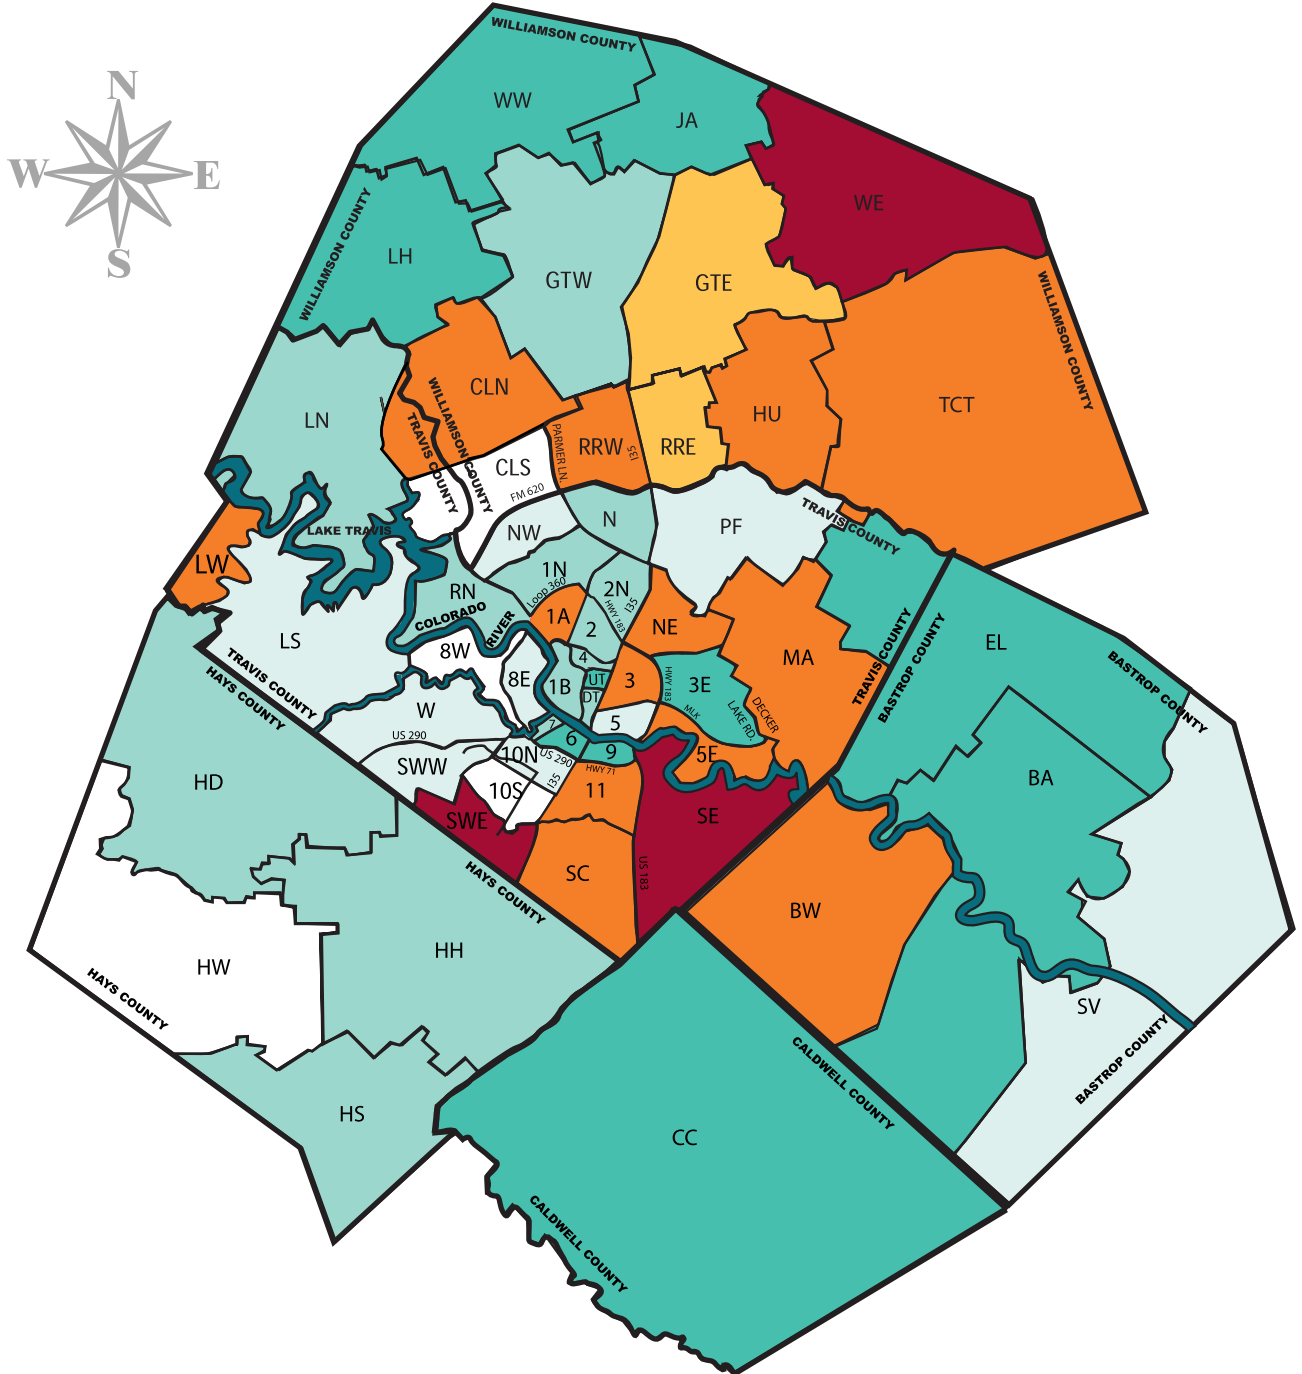 WILLIAMSON COUNTY
N
W
E
S
WW
JA
WE
WILLIAMSON COUNTY
LH
GTW
GTE
WILLIAMSON COUNTY
CLN
HU
TCT
LN
WILLIAMSON COUNTY
TRAVIS COUNTY
PARMER LN.
RRW
I35
RRE
CLS
FM 620
TRAVIS COUNTY
NW
N
PF
LAKE TRAVIS
LW
1N
2N
RN
Loop 360
HWY 183
I35
COLORADO
RIVER
1A
2
NE
LS
8W
4
MA
EL
TRAVIS COUNTY
BASTROP COUNTY
BASTROP COUNTY
TRAVIS COUNTY
HAYS COUNTY
8E
1B
UT
DT
3
HWY 183
3E
MLK
LAKE RD.
DECKER
W
7
5
US 290
6
9
5E
10N
US 290
SWW
HWY 71
I35
HD
10S
11
BA
SWE
SE
SC
US 183
HAYS COUNTY
BW
HH
HW
HAYS COUNTY
SV
BASTROP COUNTY
CALDWELL COUNTY
HS
CC
CALDWELL COUNTY